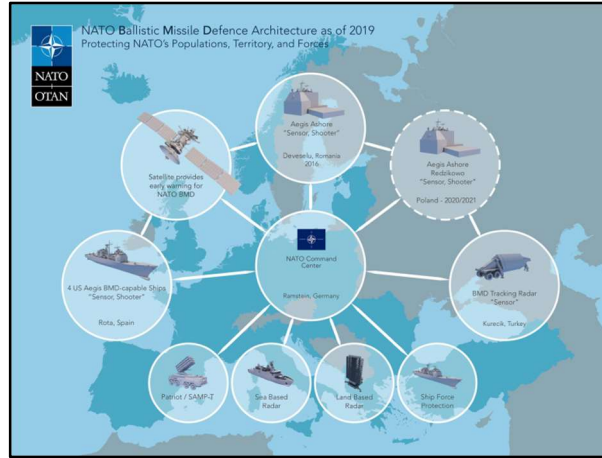 NATO Ballistic Missile Defence Architecture as of 2019
Protecting NATO's Populations, Territory, and Forces
NATO
OTAN
Aegis Ashore
"Sensor, Shooter"
Deveselu, Romania
2016
Satellite provides
early warning for
NATO BMD
Aegis Ashore
Redzikowo
"Sensor, Shooter"
Poland - 2020/2021
NATO Command
Center
Ramstein, Germany
4 US Aegis BMD-capable Ships
"Sensor, Shooter"
Rota, Spain
BMD Tracking Radar
"Sensor"
Kurecik, Turkey
Patriot / SAMP-T
Sea Based
Radar
Land Based
Radar
Ship Force
Protection